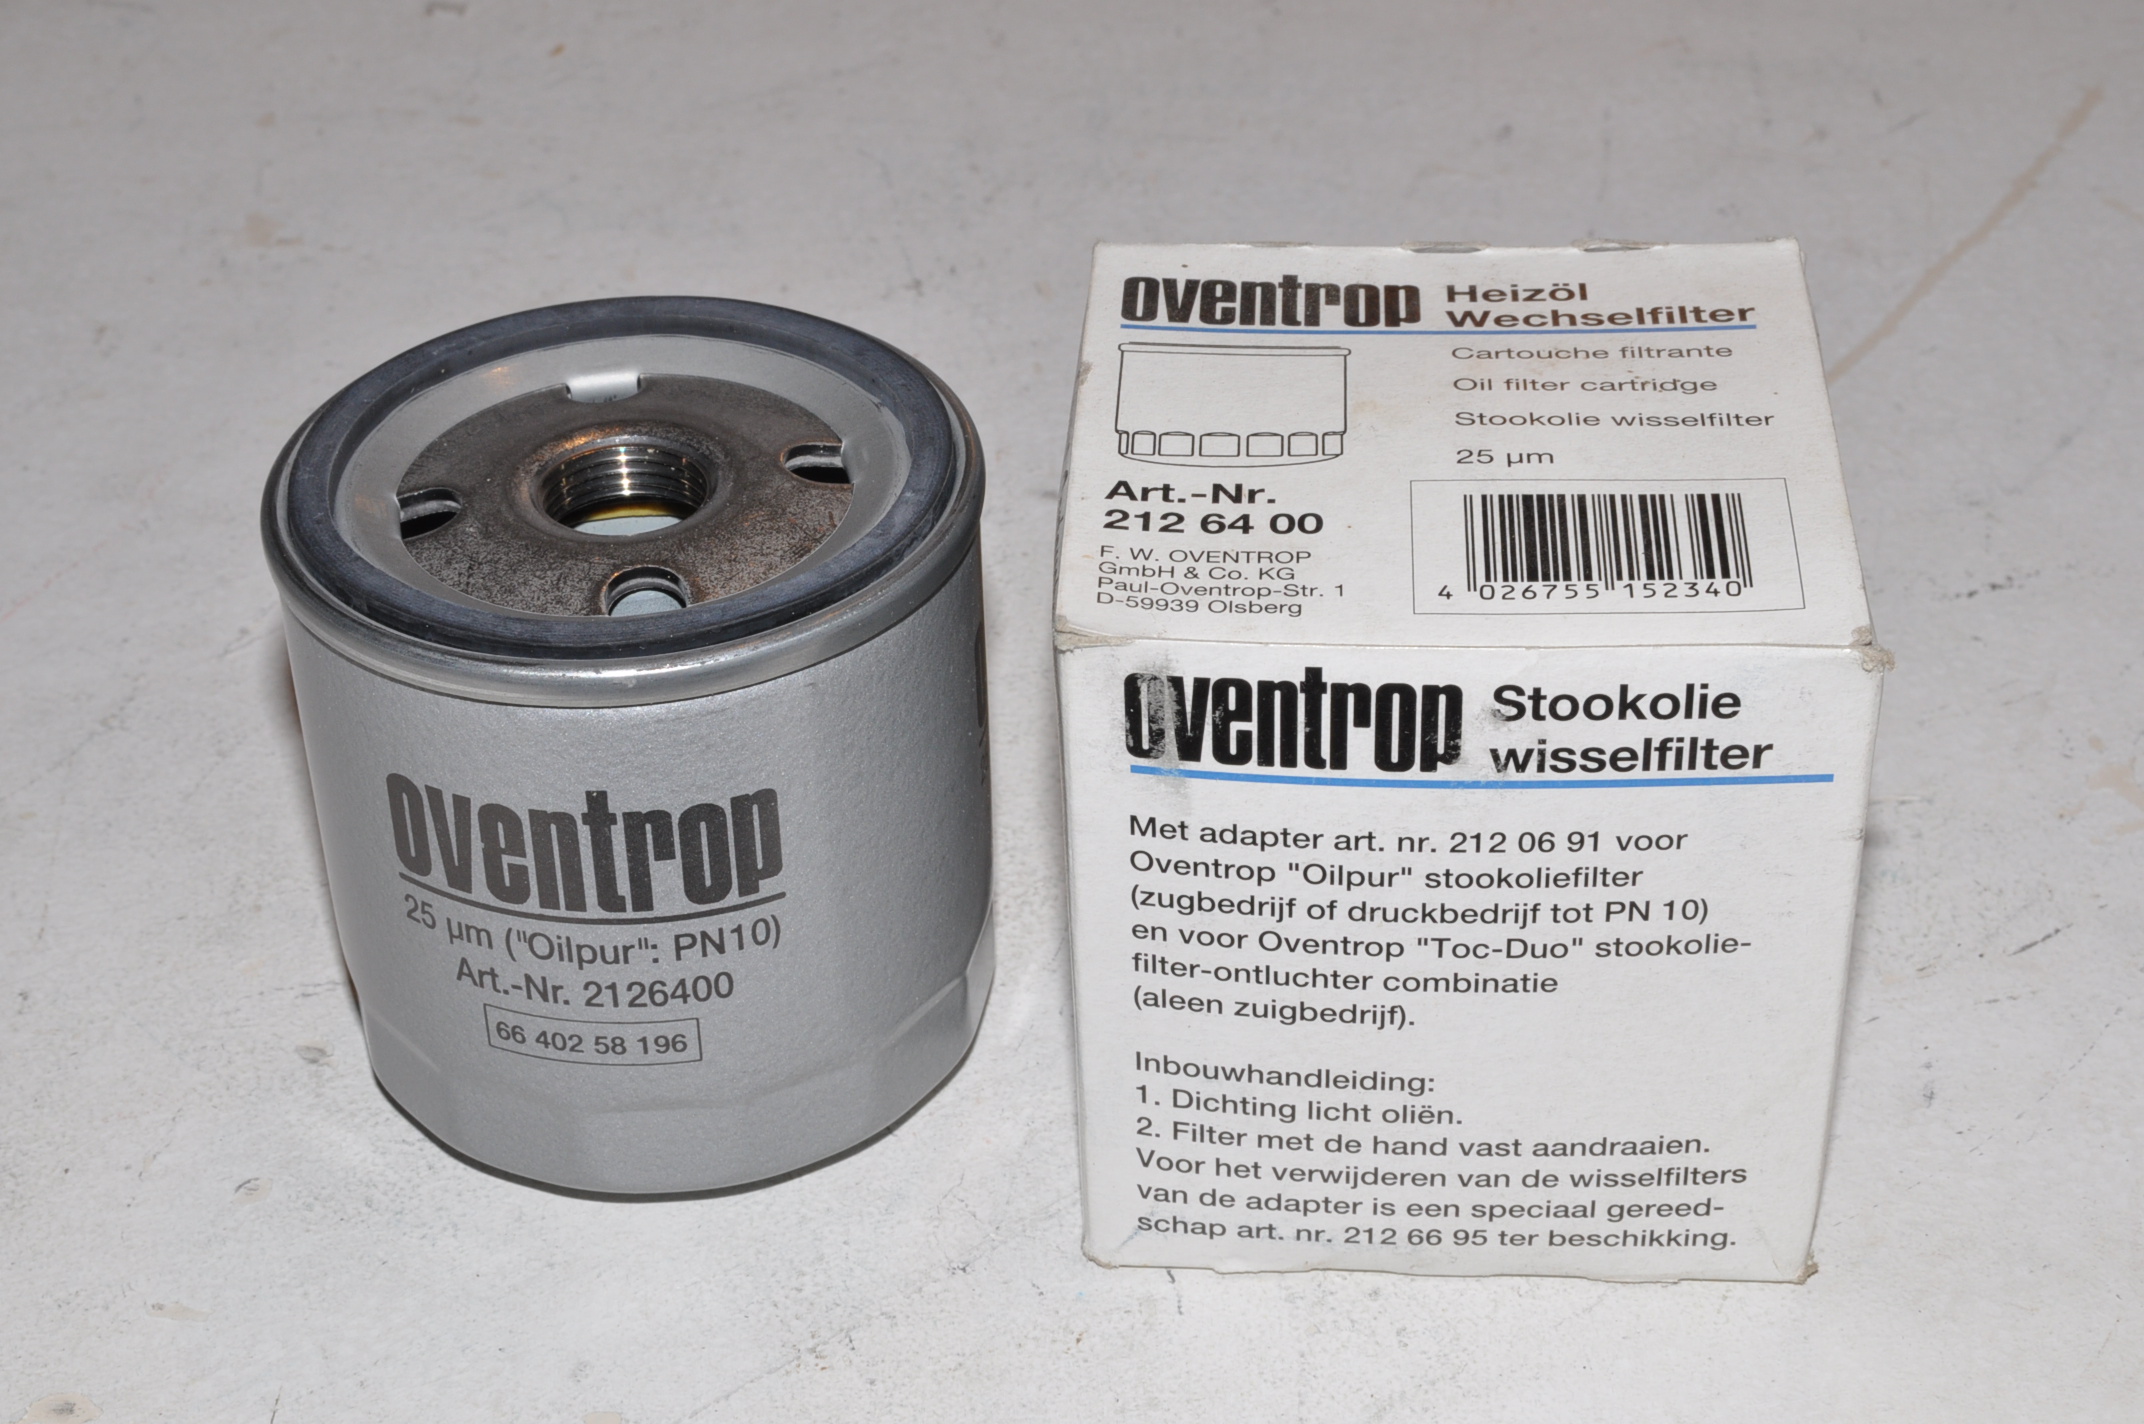 oventrop
25 µm ("Oilpur": PN10)
Art.-Nr. 2126400
66 402 58 196
oventrop Heizöl
Wechselfilter
Cartouche filtrante
Oil filter cartridge
Stookolie wisselfilter
25 µm
Art.-Nr.
212 64 00
F. W. OVENTROP
GmbH & Co. KG
Paul-Oventrop-Str. 1
D-59939 Olsberg
4 026755 152340
oventrop Stookolie
wisselfilter
Met adapter art. nr. 212 06 91 voor
Oventrop "Oilpur" stookoliefilter
(zugbedrijf of druckbedrijf tot PN 10)
en voor Oventrop "Toc-Duo" stookolie-
filter-ontluchter combinatie
(aleen zuigbedrijf).
Inbouwhandleiding:
1. Dichting licht oliën.
2. Filter met de hand vast aandraaien.
Voor het verwijderen van de wisselfilters
van de adapter is een speciaal gereed-
schap art. nr. 212 66 95 ter beschikking.